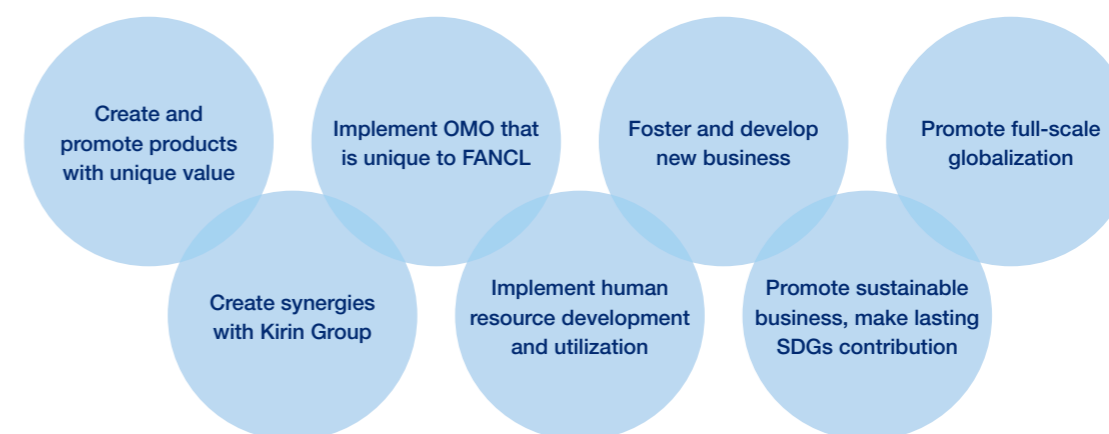 Create and
promote products
with unique value
Implement OMO that
is unique to FANCL
Foster and develop
new business
Promote full-scale
globalization
Create synergies
with Kirin Group
Implement human
resource development
and utilization
Promote sustainable
business, make lasting
SDGs contribution